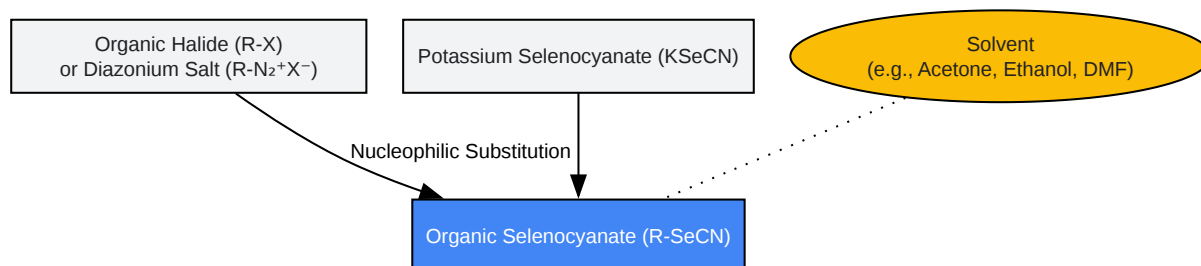 Organic Halide (R-X)
or Diazonium Salt (R-N₂⁺X⁻)
Potassium Selenocyanate (KSeCN)
Solvent
(e.g., Acetone, Ethanol, DMF)
Nucleophilic Substitution
Organic Selenocyanate (R-SeCN)